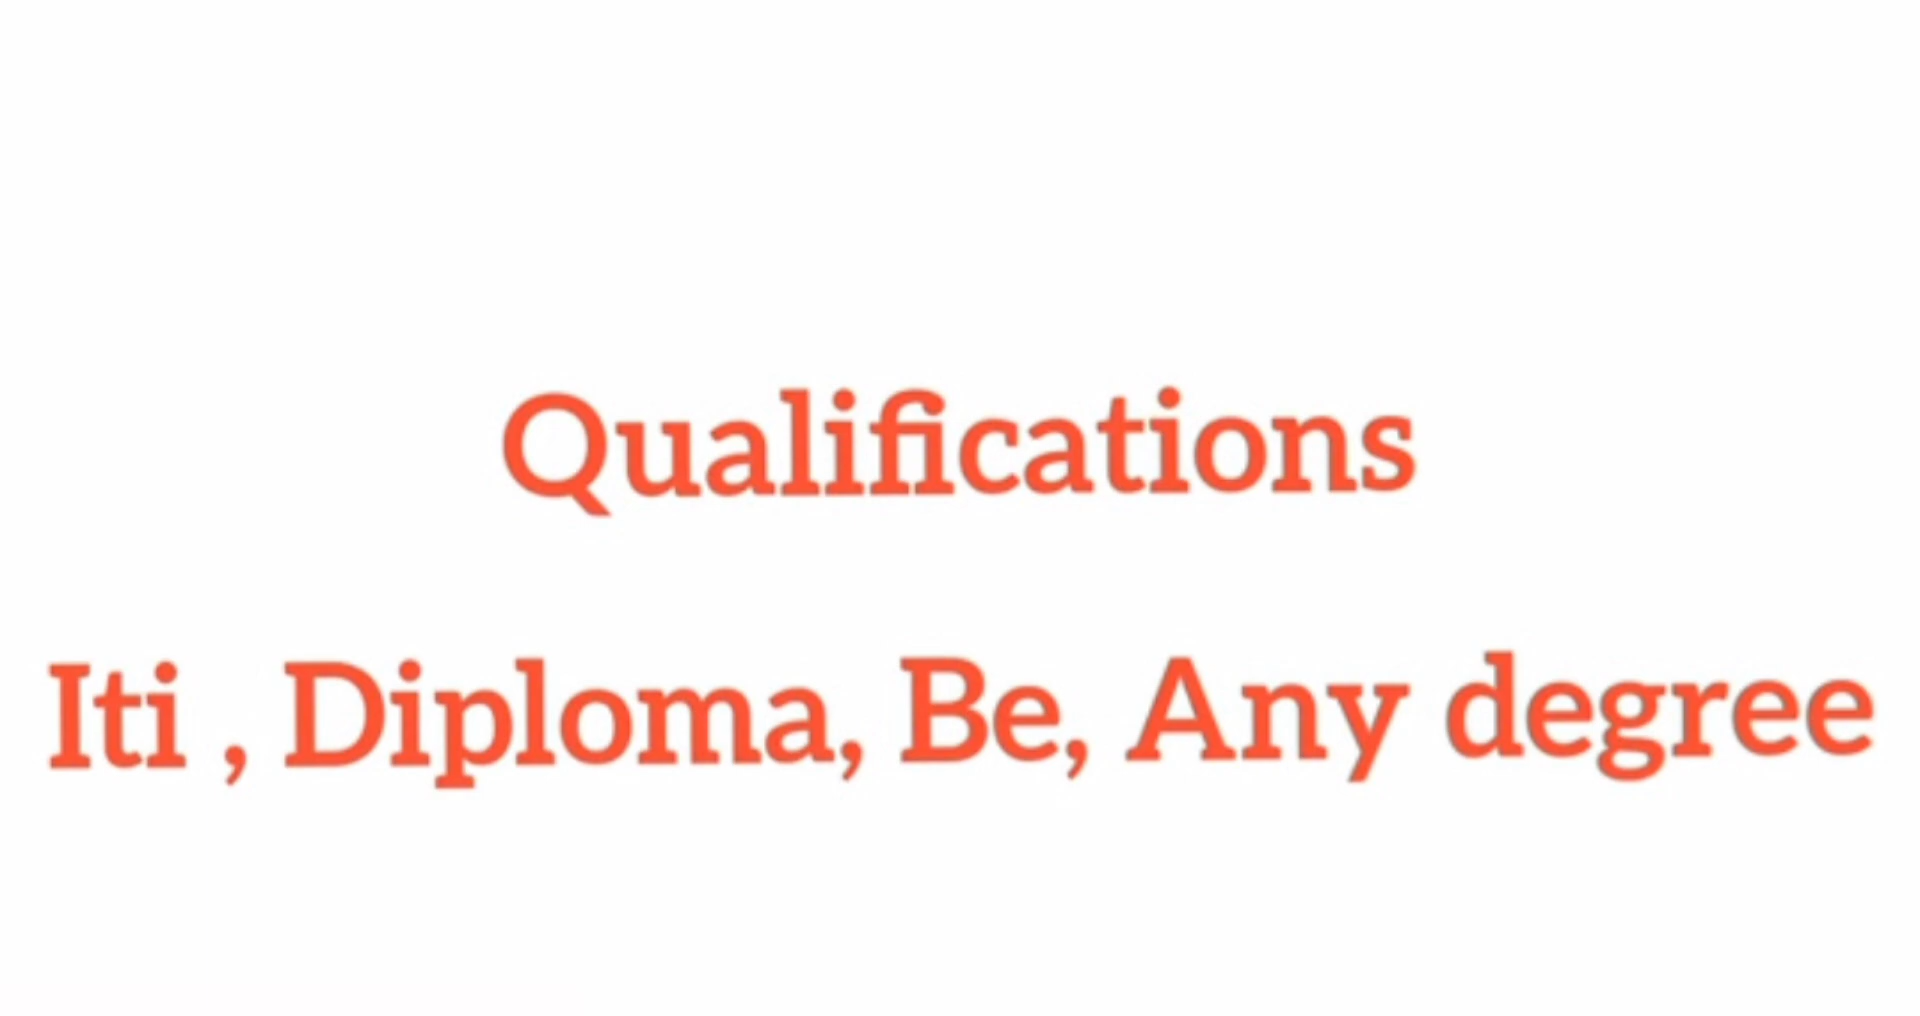 Qualifications
Iti , Diploma, Be, Any degree